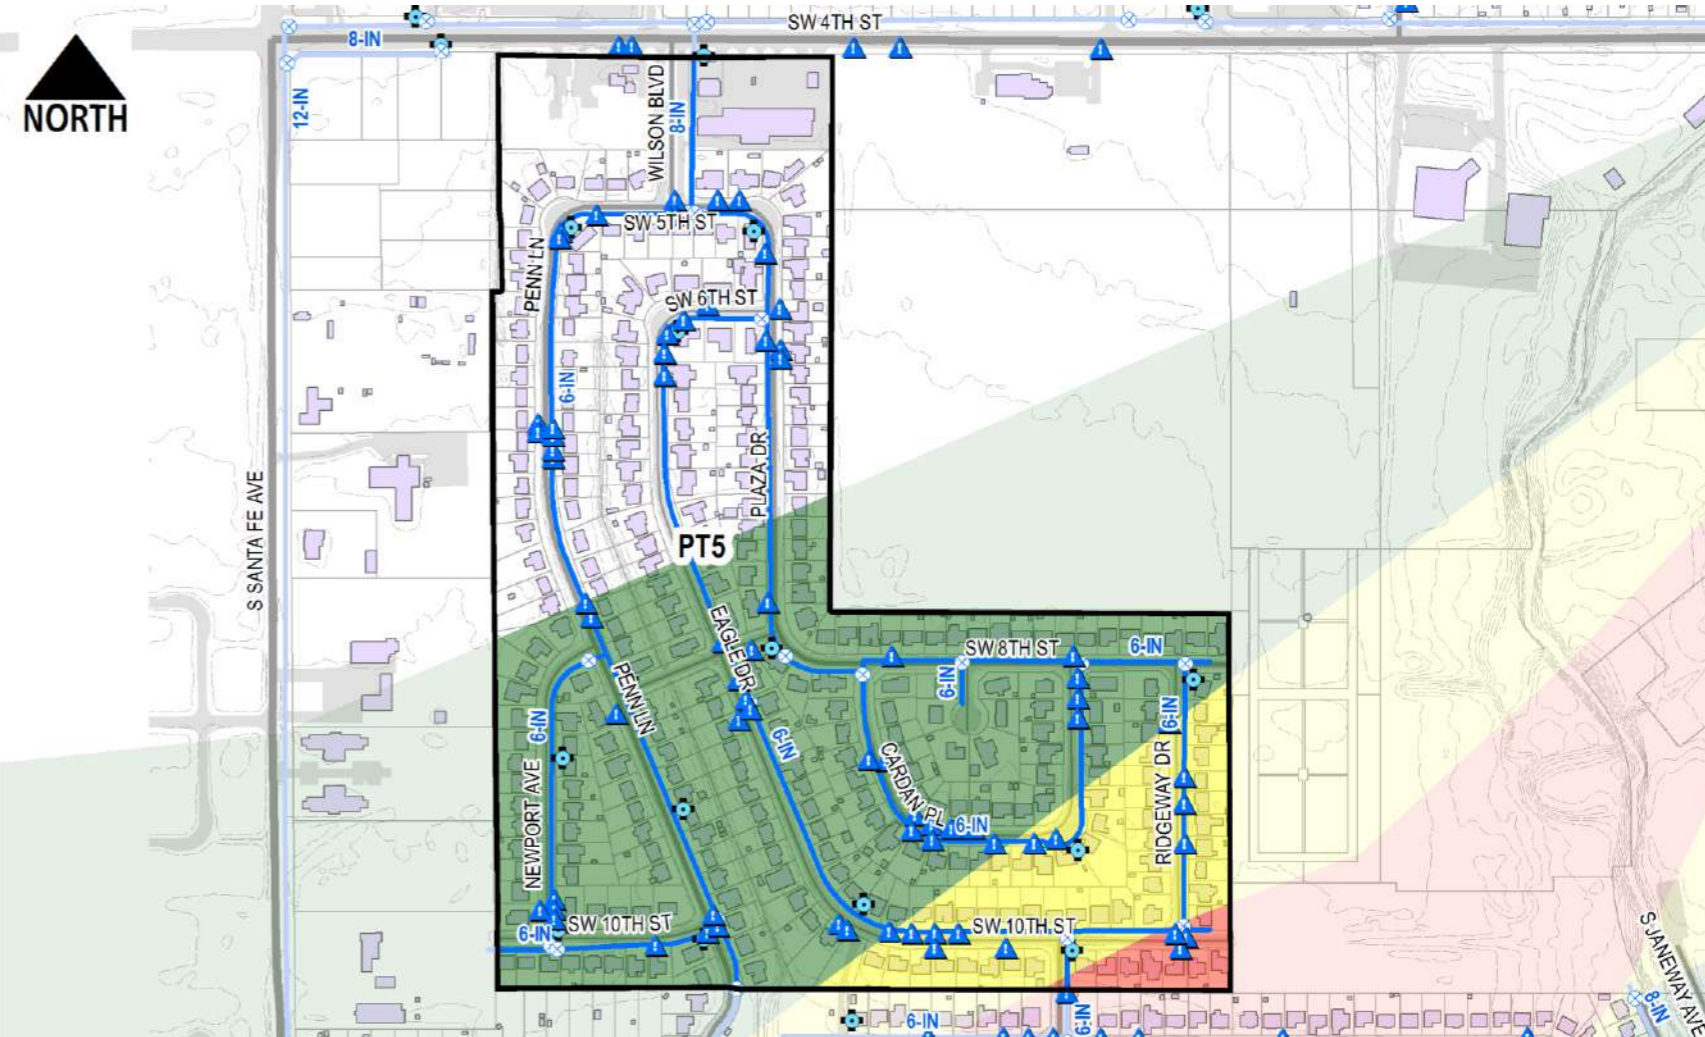 SW 4TH ST
8-IN
NORTH
12-IN
WILSON BLVD
8-IN
SW 5TH ST
PENN LN
SW 6TH ST
6-IN
PLAZA DR
S SANTA FE AVE
PT5
EAGLE DR
SW 8TH ST
6-IN
6-IN
PENN LN
6-IN
6-IN
6-IN
CARDAN PL
6-IN
RIDGEWAY DR
NEWPORT AVE
SW 10TH ST
6-IN
SW 10TH ST
S JANEWAY AVE
8-IN
6-IN
6-IN